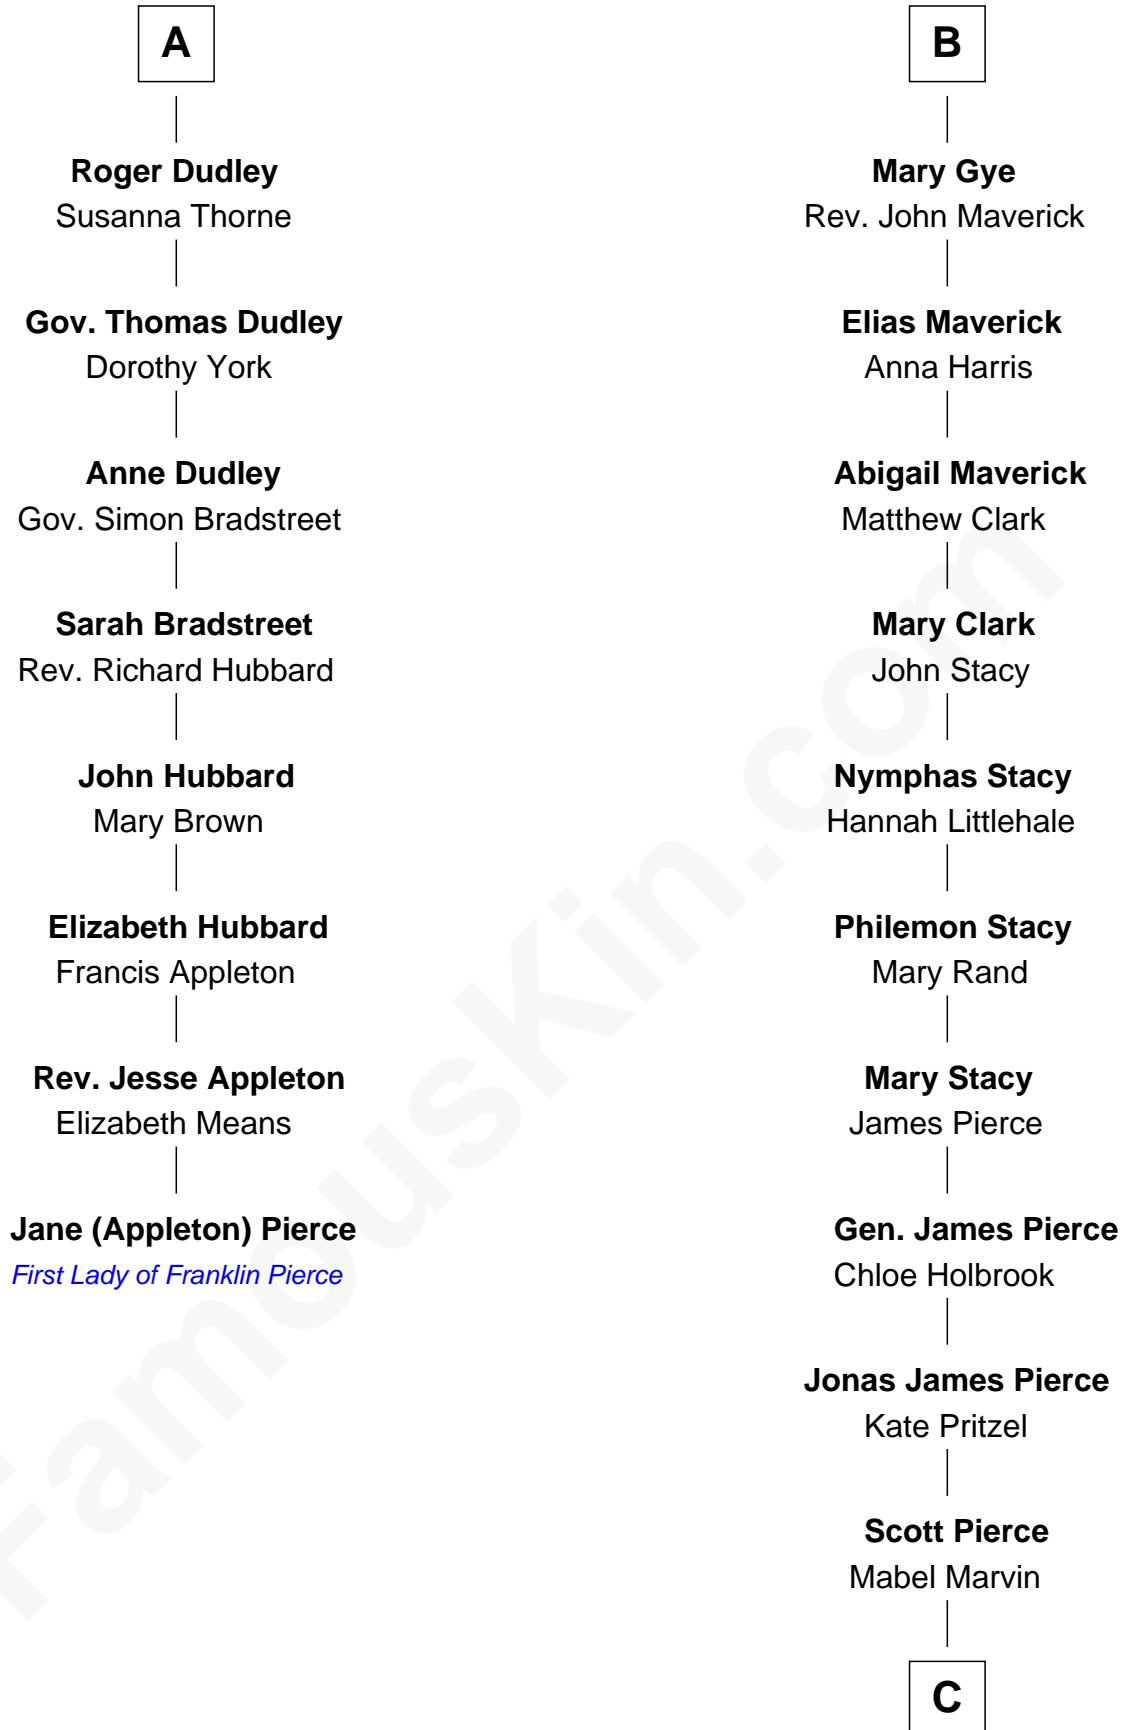 A
Roger Dudley
Susanna Thorne
Gov. Thomas Dudley
Dorothy York
Anne Dudley
Gov. Simon Bradstreet
Sarah Bradstreet
Rev. Richard Hubbard
John Hubbard
Mary Brown
Elizabeth Hubbard
Francis Appleton
Rev. Jesse Appleton
Elizabeth Means
Jane (Appleton) Pierce
First Lady of Franklin Pierce
B
Mary Gye
Rev. John Maverick
Elias Maverick
Anna Harris
Abigail Maverick
Matthew Clark
Mary Clark
John Stacy
Nymphas Stacy
Hannah Littlehale
Philemon Stacy
Mary Rand
Mary Stacy
James Pierce
Gen. James Pierce
Chloe Holbrook
Jonas James Pierce
Kate Pritzel
Scott Pierce
Mabel Marvin
C
FamousKin.com